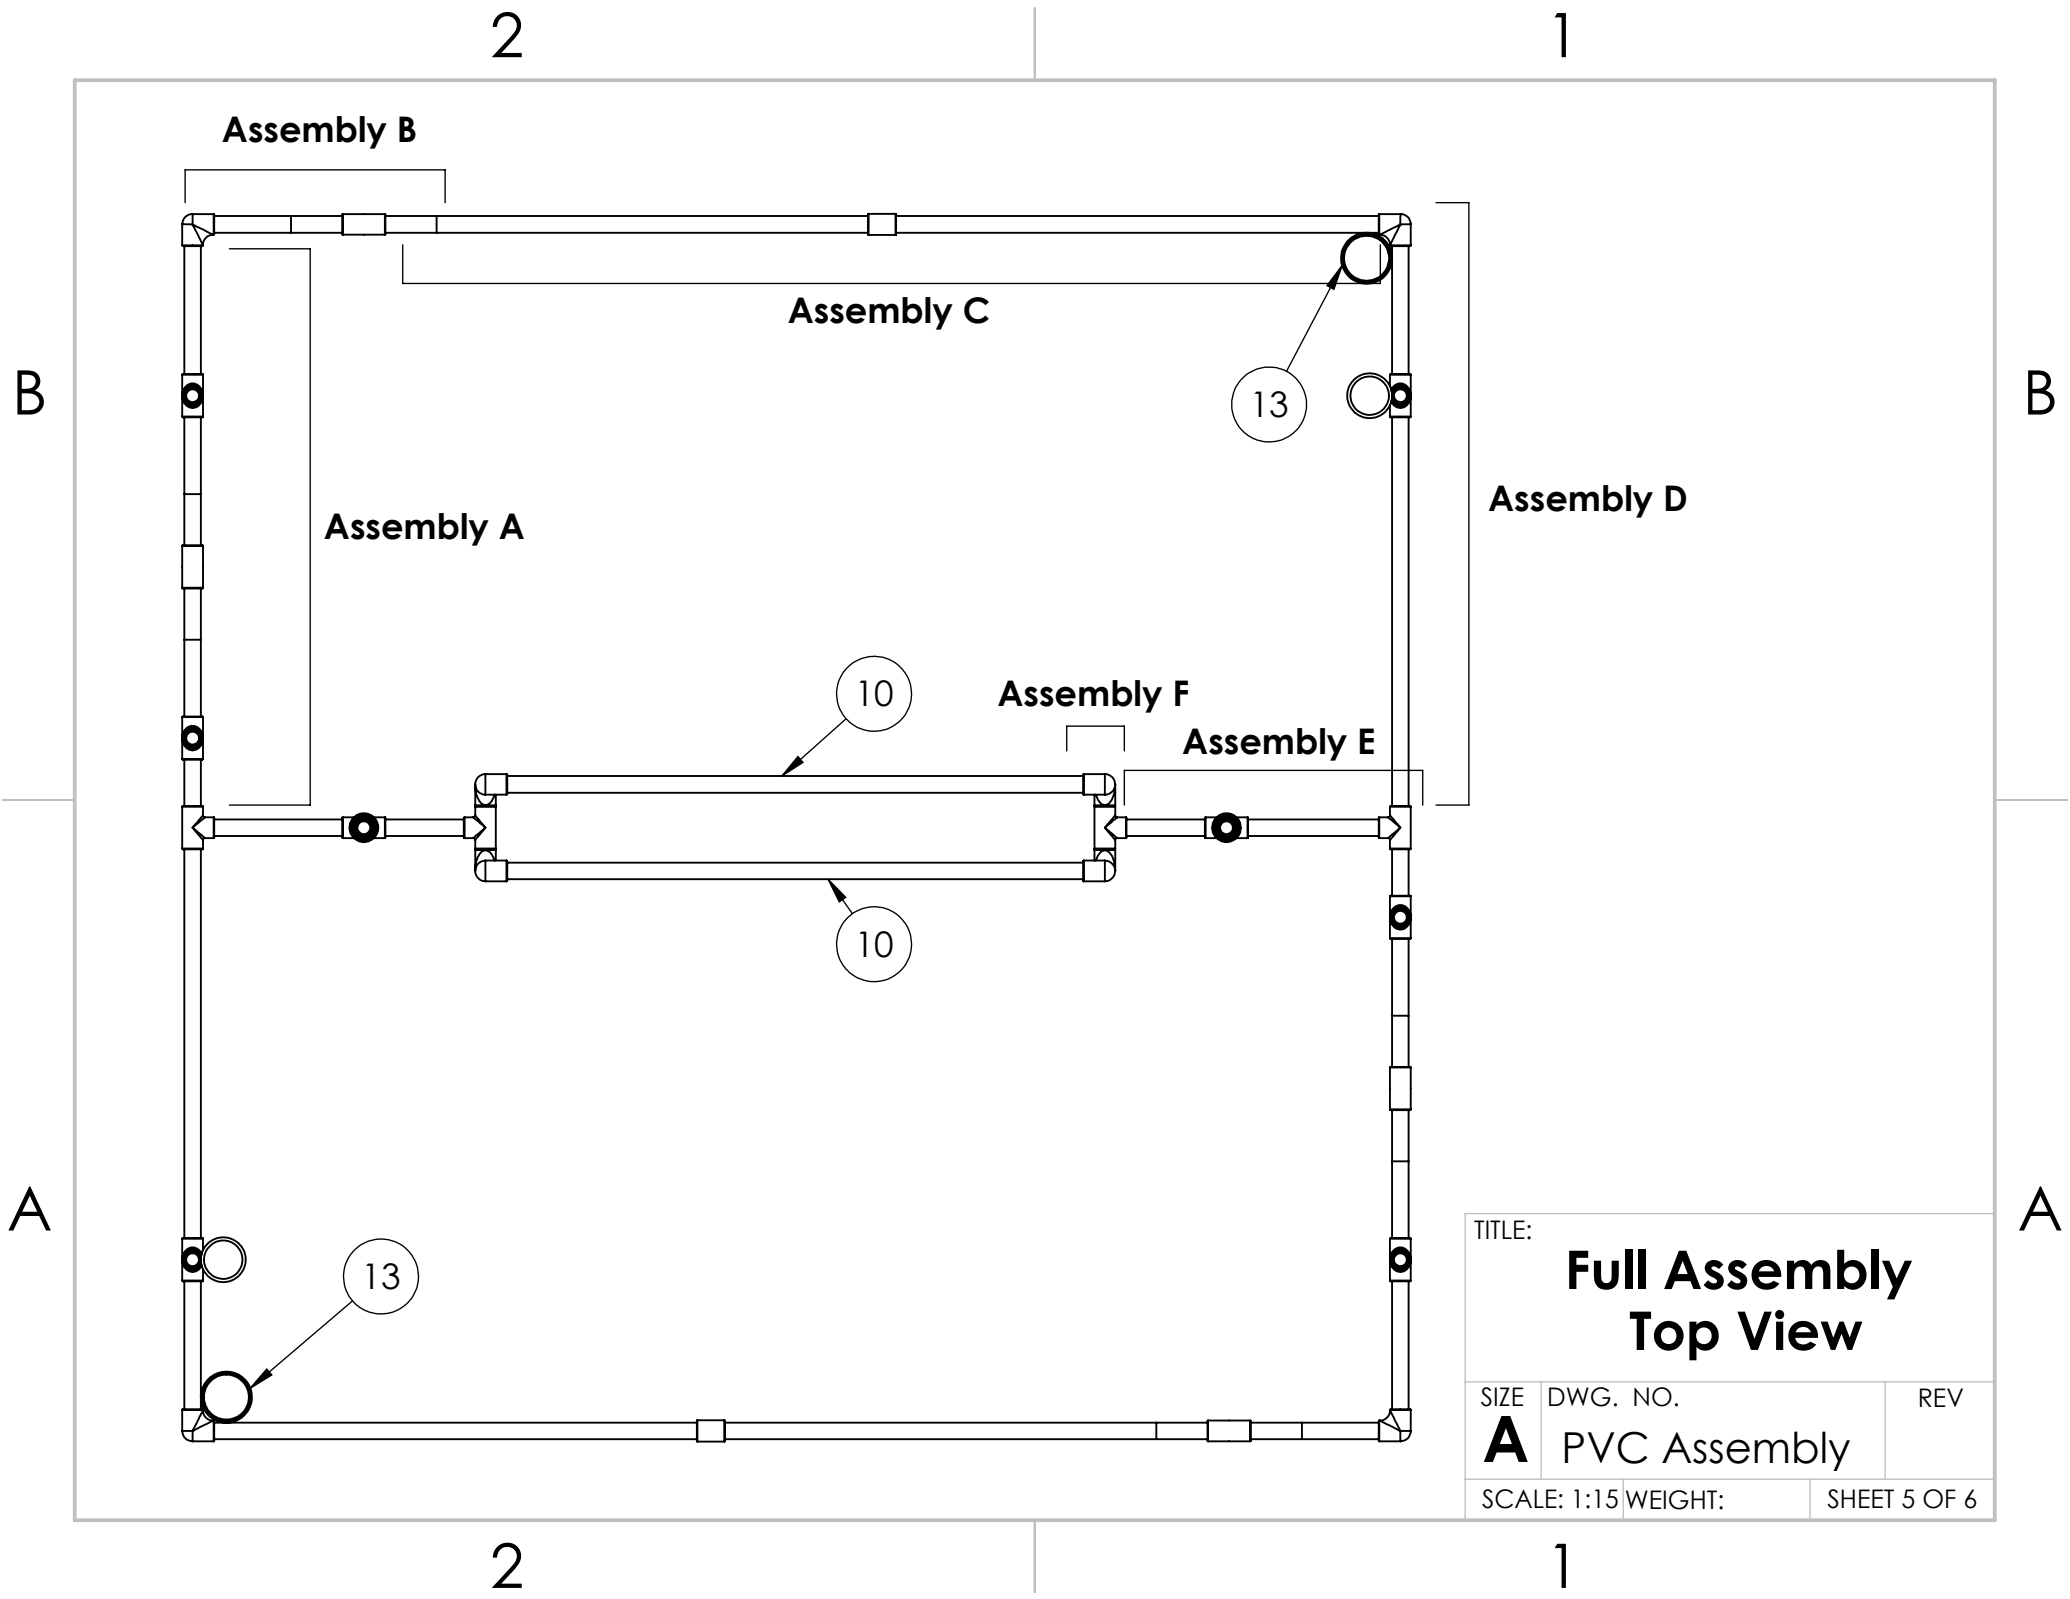 2
1
Assembly B
Assembly C
13
B
B
Assembly D
Assembly A
10
Assembly F
Assembly E
10
A
A
13
TITLE:
Full Assembly
Top View
SIZE DWG. NO. REV
A PVC Assembly
SCALE: 1:15 WEIGHT: SHEET 5 OF 6
2
1